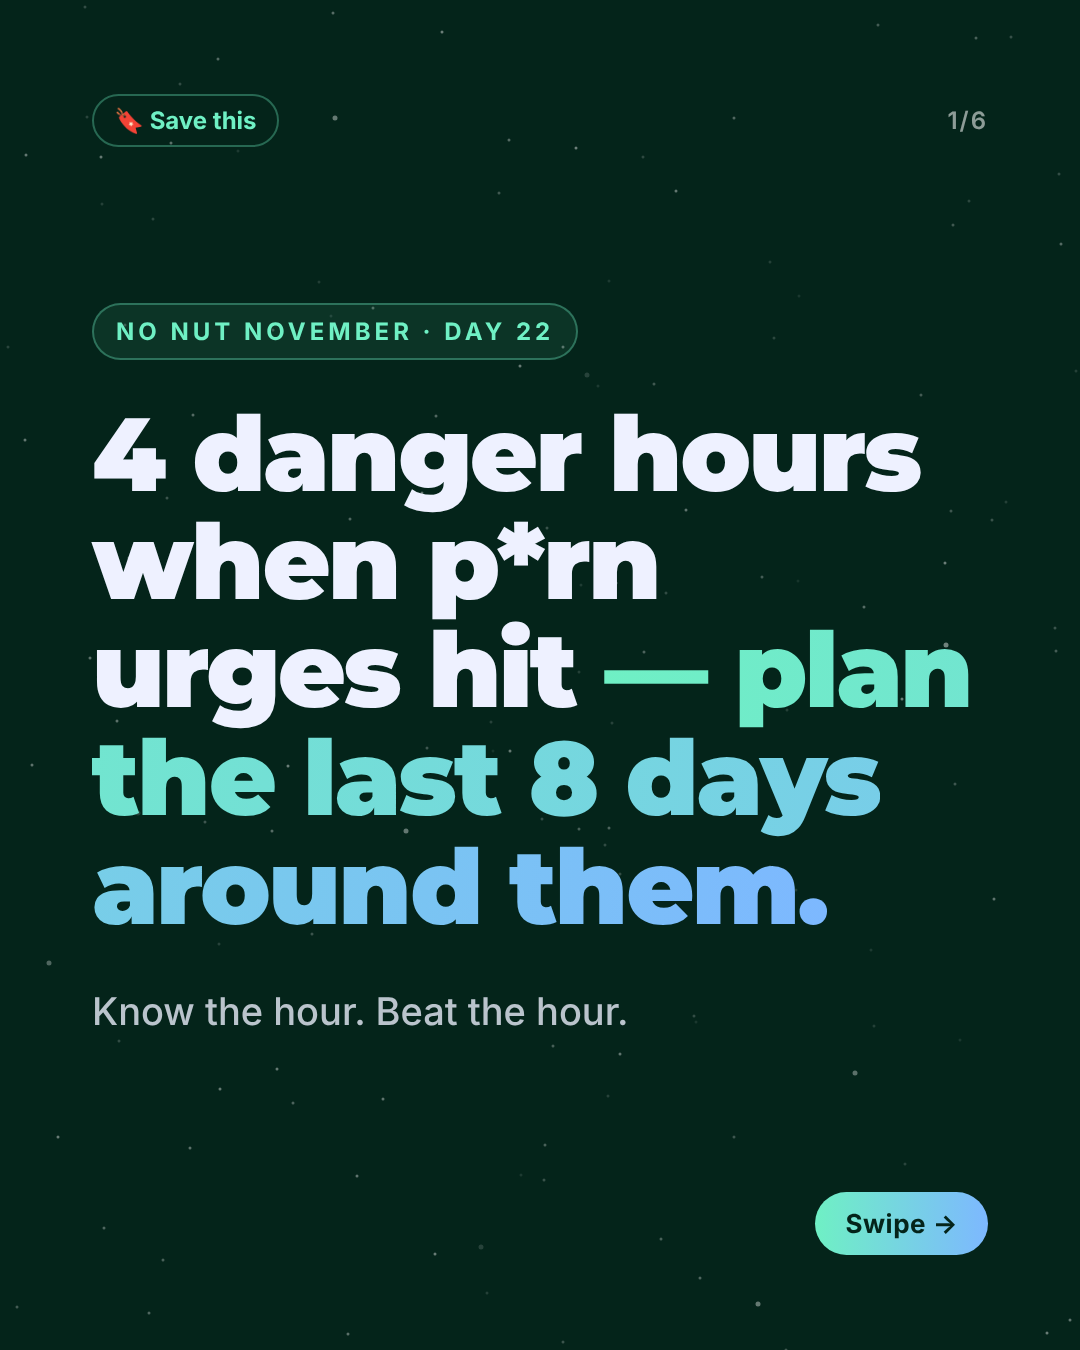 🔖 Save this
1/6
NO NUT NOVEMBER · DAY 22
4 danger hours
when p*rn
urges hit — plan
the last 8 days
around them.
Know the hour. Beat the hour.
Swipe →